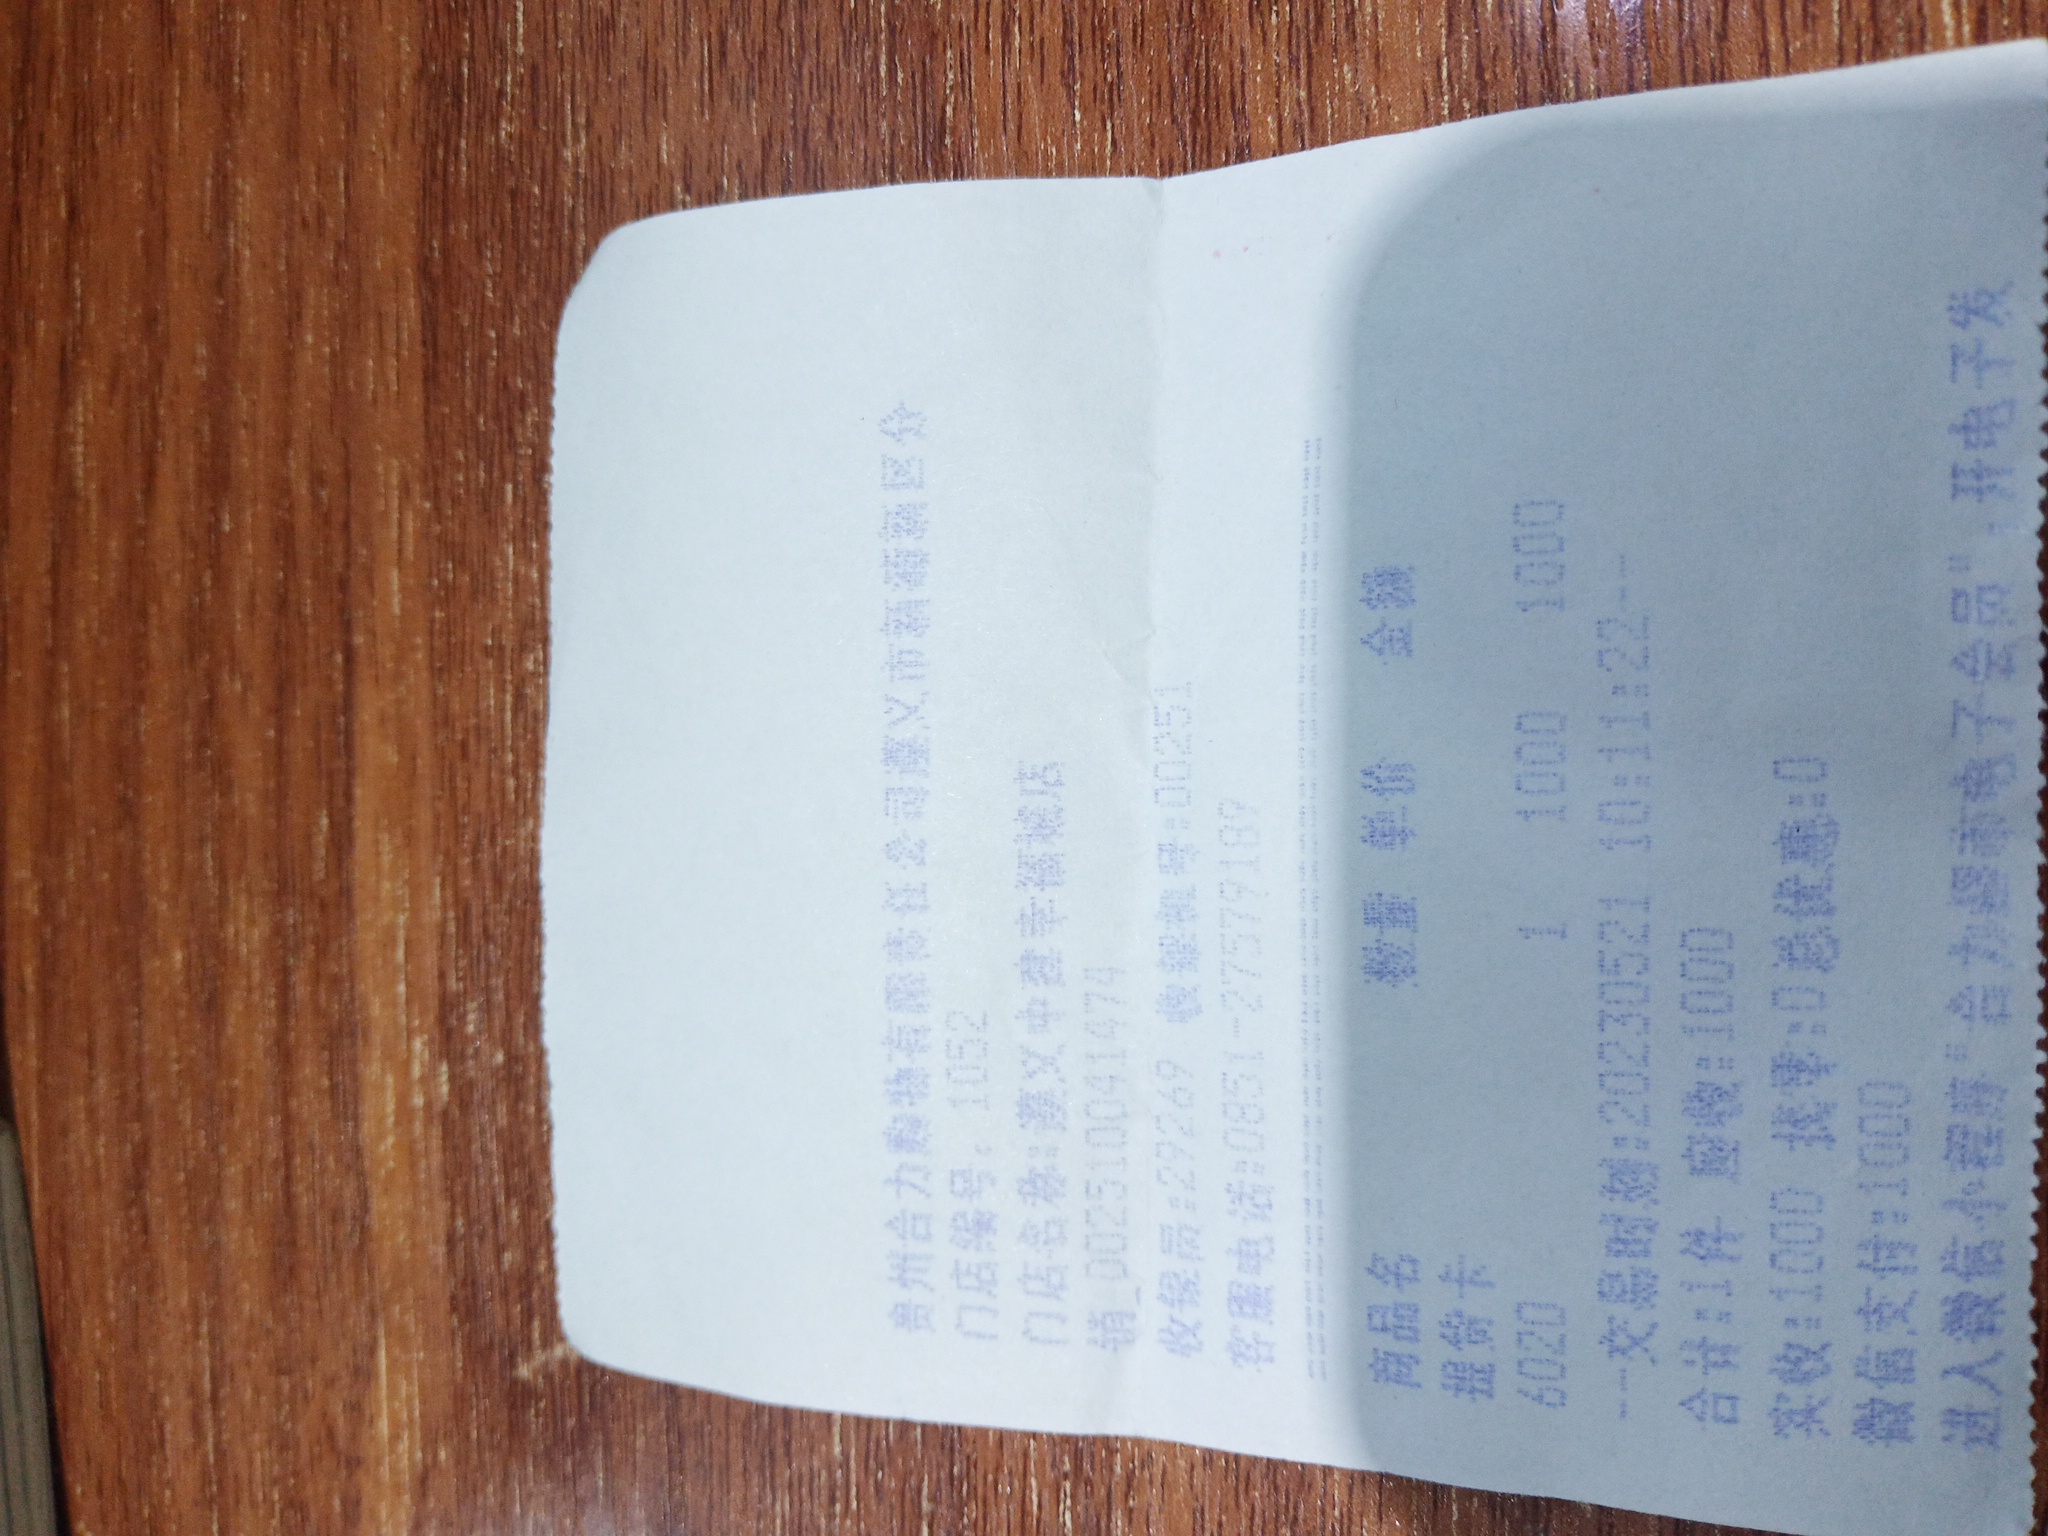 贵州合力购物有限责任公司遵义市新蒲新区分
门店编号: 1052
门店名称:遵义中建幸福城店
销_002510041474
收银员:29269 收银机号:00251
客服电话:0851-27579189
==============================
商品名 数量 单价 金额
提货卡
6020 1 1000 1000
---交易时刻:20230521 10:11:22---
合计:1件 应收:1000
实收:1000 找零:0总优惠:0
微信支付:1000
进入微信小程序"合力超市电子会员",开电子发